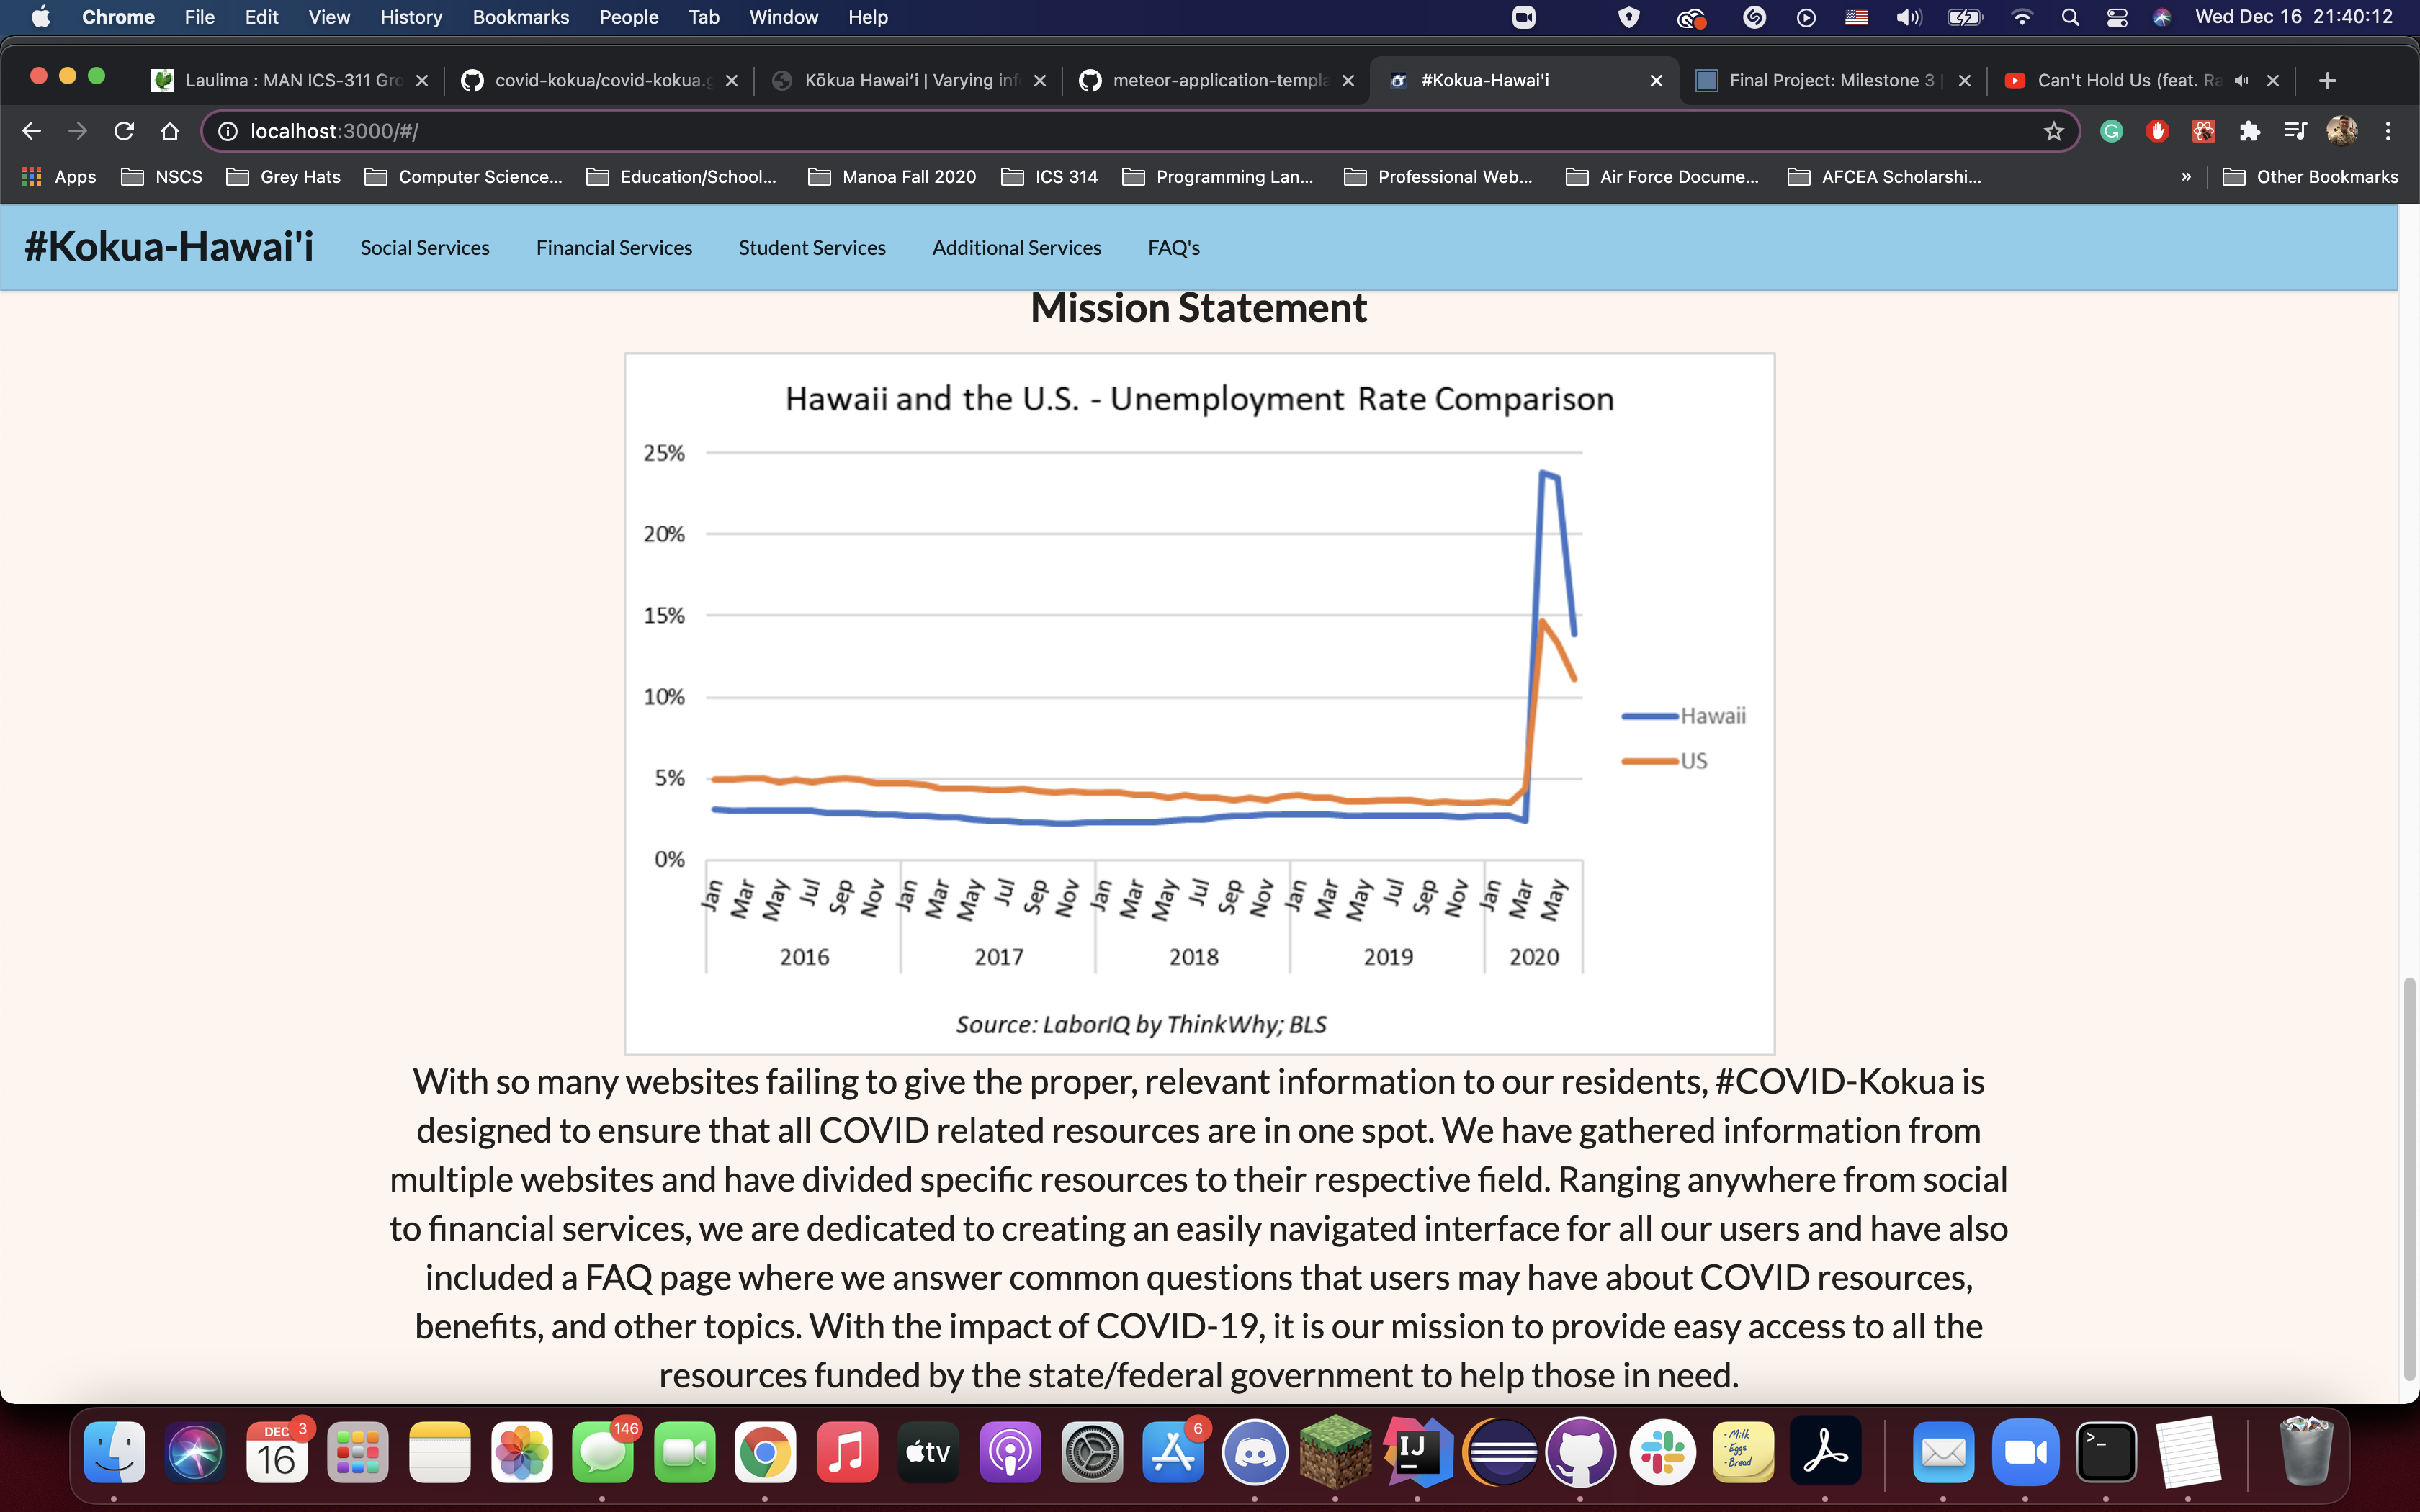 Chrome File Edit View History Bookmarks People Tab Window Help Wed Dec 16 21:40:12
Laulima : MAN ICS-311 Gro covid-kokua/covid-kokua.g Kōkua Hawaiʻi | Varying inf meteor-application-templa #Kokua-Hawai'i Final Project: Milestone 3 | Can't Hold Us (feat. Ra
localhost:3000/#/
Apps NSCS Grey Hats Computer Science... Education/School... Manoa Fall 2020 ICS 314 Programming Lan... Professional Web... Air Force Docume... AFCEA Scholarshi... » Other Bookmarks
#Kokua-Hawai'i Social Services Financial Services Student Services Additional Services FAQ's
Mission Statement
Hawaii and the U.S. - Unemployment Rate Comparison
25%
20%
15%
10%
5%
0%
Hawaii
US
Jan Mar May Jul Sep Nov Jan Mar May Jul Sep Nov Jan Mar May Jul Sep Nov Jan Mar May Jul Sep Nov Jan Mar May
2016 2017 2018 2019 2020
Source: LaborIQ by ThinkWhy; BLS
With so many websites failing to give the proper, relevant information to our residents, #COVID-Kokua is
designed to ensure that all COVID related resources are in one spot. We have gathered information from
multiple websites and have divided specific resources to their respective field. Ranging anywhere from social
to financial services, we are dedicated to creating an easily navigated interface for all our users and have also
included a FAQ page where we answer common questions that users may have about COVID resources,
benefits, and other topics. With the impact of COVID-19, it is our mission to provide easy access to all the
resources funded by the state/federal government to help those in need.
DEC 3 146 6
16 tv IJ
- Milk
- Eggs
- Bread
>_